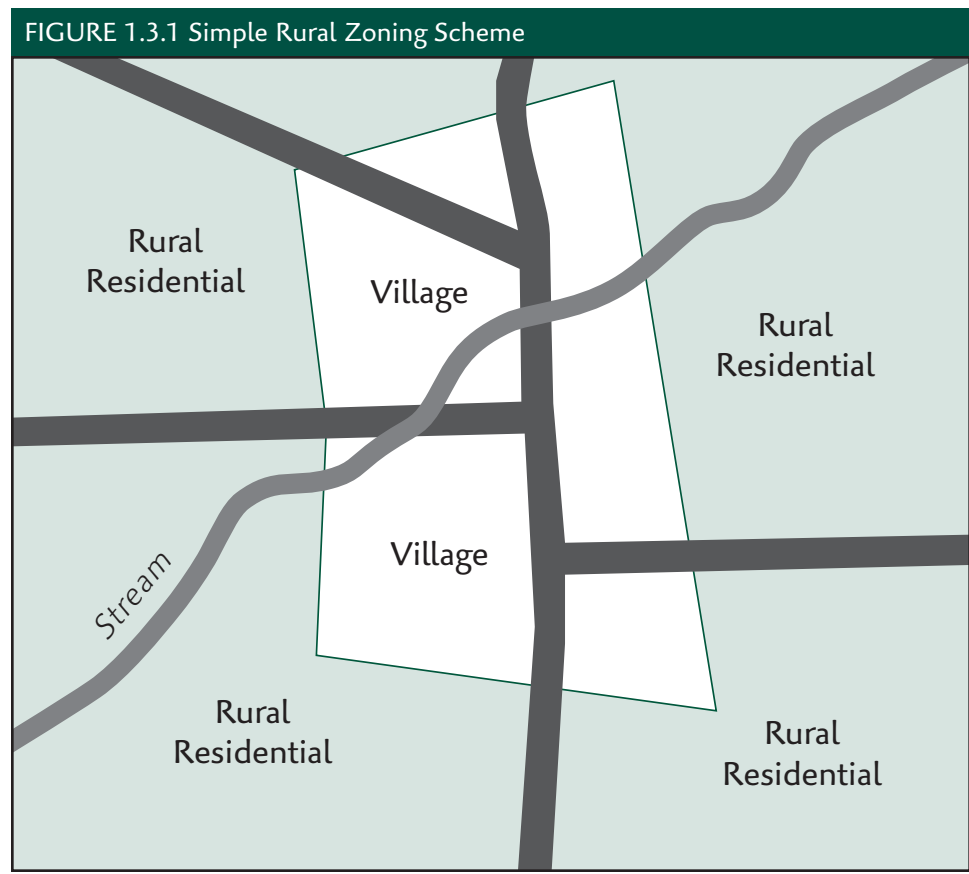 FIGURE 1.3.1 Simple Rural Zoning Scheme
Rural
Residential
Village
Rural
Residential
Village
Stream
Rural
Residential
Rural
Residential